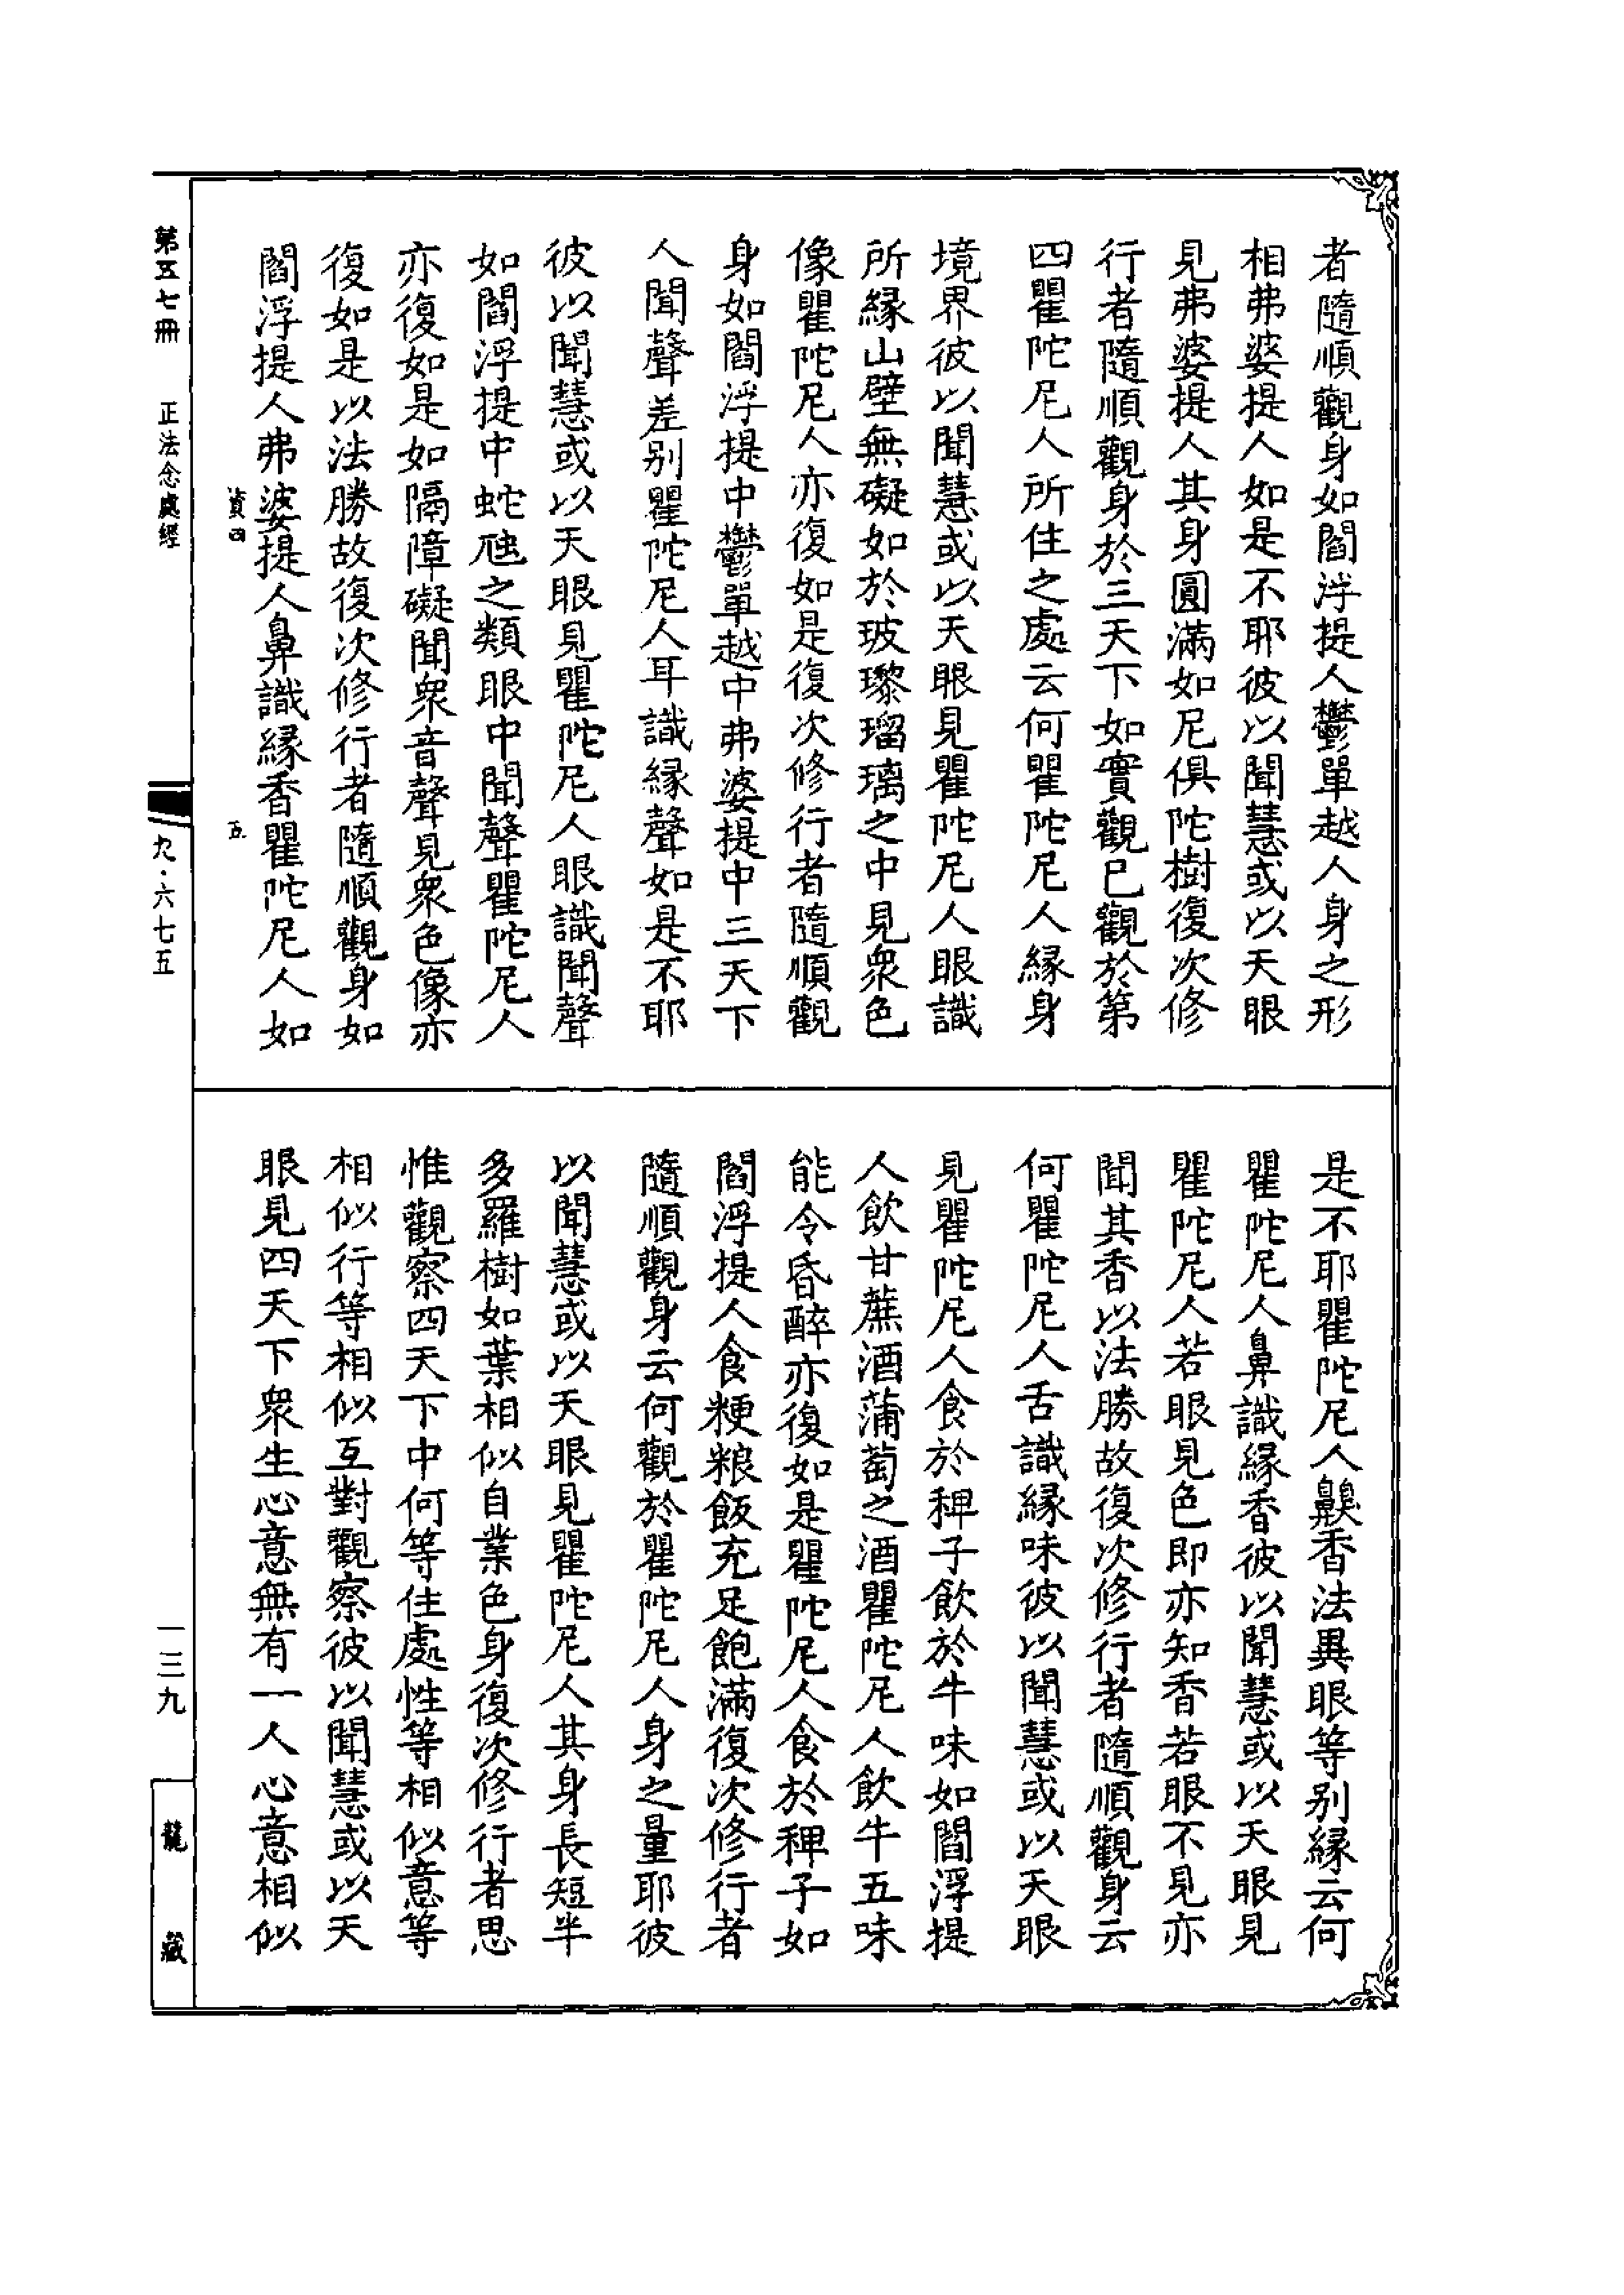 者隨順觀身如閻浮提人鬱單越人身之形
相弗婆提人如是不耶彼以聞慧或以天眼
見弗婆提人其身圓滿如尼俱陀樹復次修
行者隨順觀身於三天下如實觀已觀於第
四瞿陀尼人所住之處云何瞿陀尼人緣身
境界彼以聞慧或以天眼見瞿陀尼人眼識
所緣山壁無礙如於玻瓈瑠璃之中見衆色
像瞿陀尼人亦復如是復次修行者隨順觀
身如閻浮提中鬱單越中弗婆提中三天下
人聞聲差别瞿陀尼人耳識緣聲如是不耶
彼以聞慧或以天眼見瞿陀尼人眼識聞聲
如閻浮提中蛇虺之類眼中聞聲瞿陀尼人
亦復如是如隔障礙聞衆音聲見衆色像亦
復如是以法勝故復次修行者隨順觀身如
閻浮提人弗婆提人鼻識緣香瞿陀尼人如
是不耶瞿陀尼人齅香法異眼等别緣云何
瞿陀尼人鼻識緣香彼以聞慧或以天眼見
瞿陀尼人若眼見色即亦知香若眼不見亦
聞其香以法勝故復次修行者隨順觀身云
何瞿陀尼人舌識緣味彼以聞慧或以天眼
見瞿陀尼人食於稗子飲於牛味如閻浮提
人飲甘蔗酒蒲萄之酒瞿陀尼人飲牛五味
能令昏醉亦復如是瞿陀尼人食於稗子如
閻浮提人食粳粮飯充足飽滿復次修行者
隨順觀身云何觀於瞿陀尼人身之量耶彼
以聞慧或以天眼見瞿陀尼人其身長短半
多羅樹如葉相似自業色身復次修行者思
惟觀察四天下中何等住處性等相似意等
相似行等相似互對觀察彼以聞慧或以天
眼見四天下衆生心意無有一人心意相似
資四 五
第五七冊 正法念處經 九·六七五 一三九 龍藏